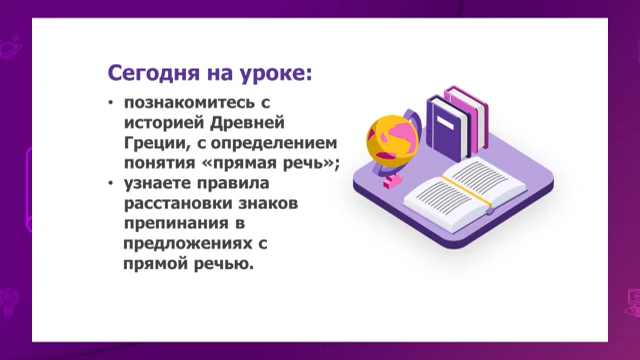 Сегодня на уроке:
• познакомитесь с
историей Древней
Греции, с определением
понятия «прямая речь»;
• узнаете правила
расстановки знаков
препинания в
предложениях с
прямой речью.